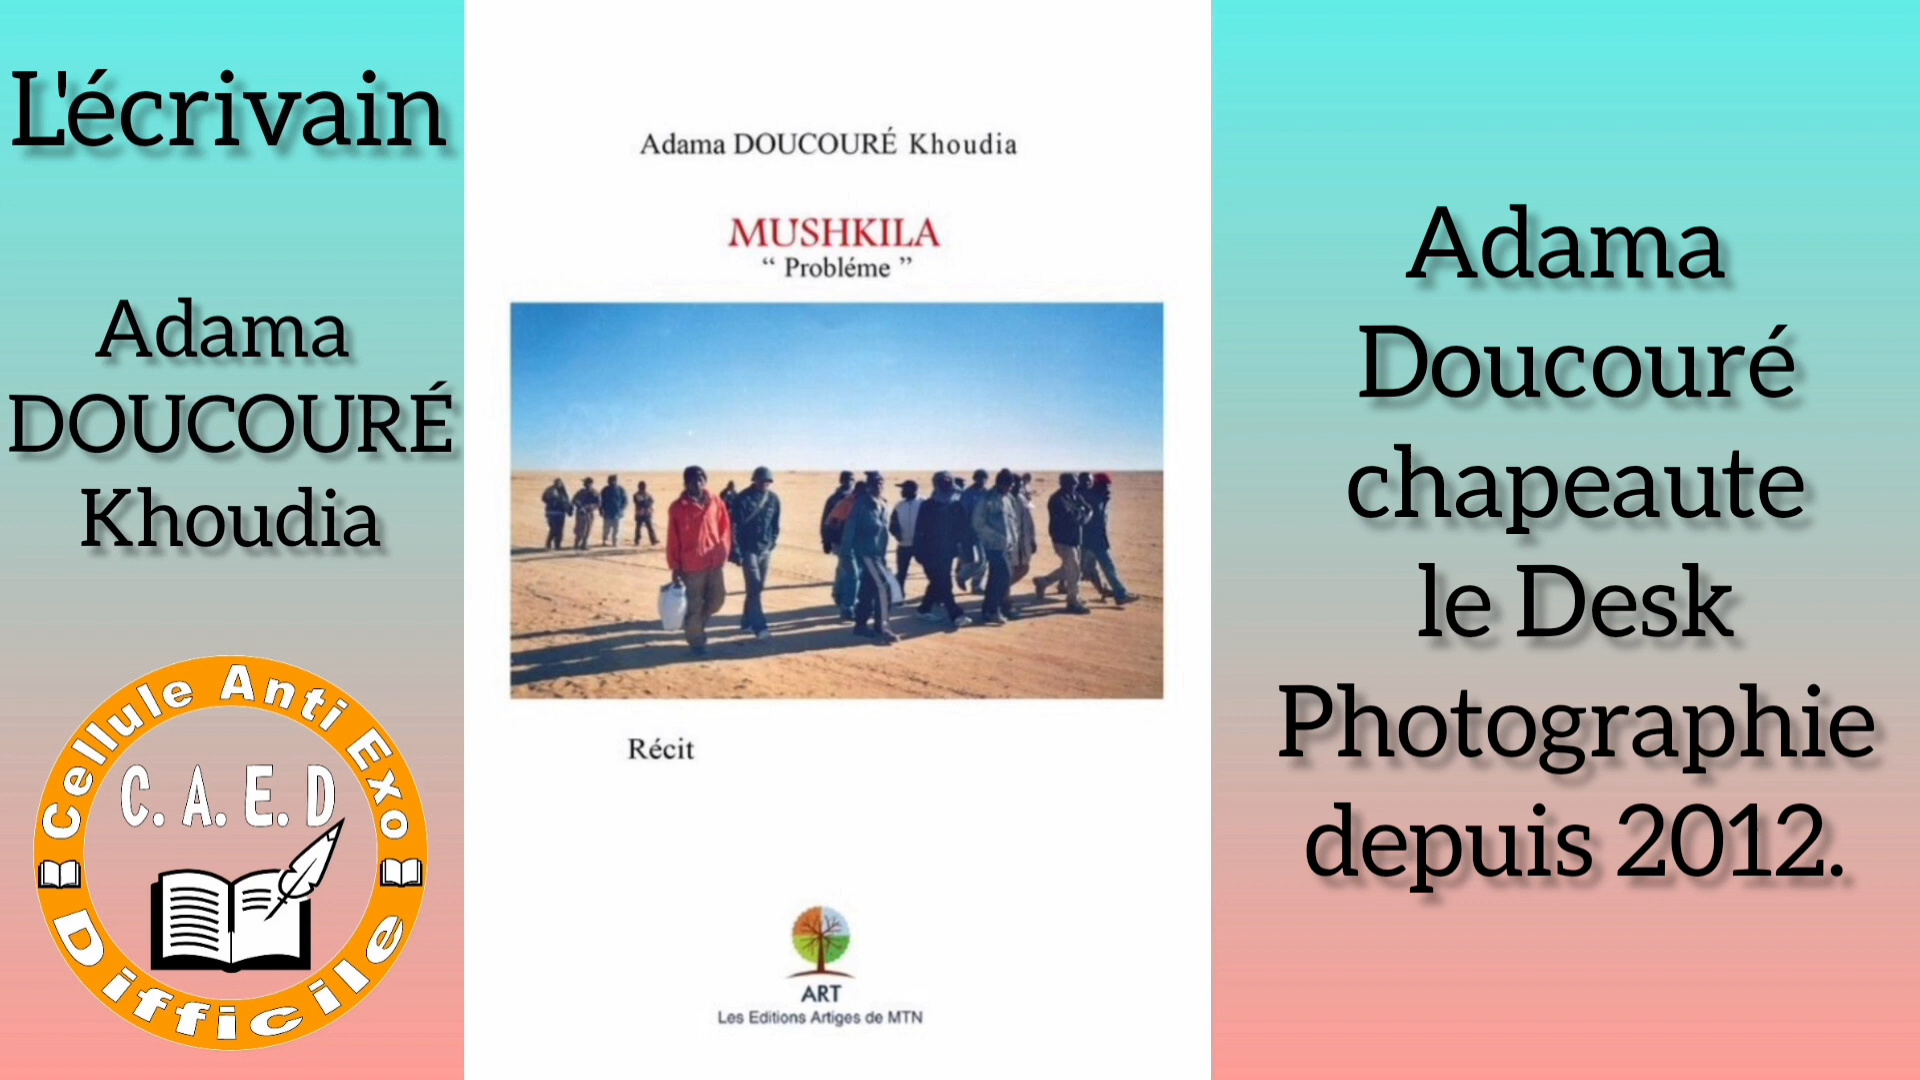 L'écrivain
Adama
DOUCOURÉ
Khoudia
Cellule Anti Exo
C. A. E. D
Difficile
Adama DOUCOURÉ Khoudia
MUSHKILA
“ Probléme ”
Récit
ART
Les Editions Artiges de MTN
Adama
Doucouré
chapeaute
le Desk
Photographie
depuis 2012.